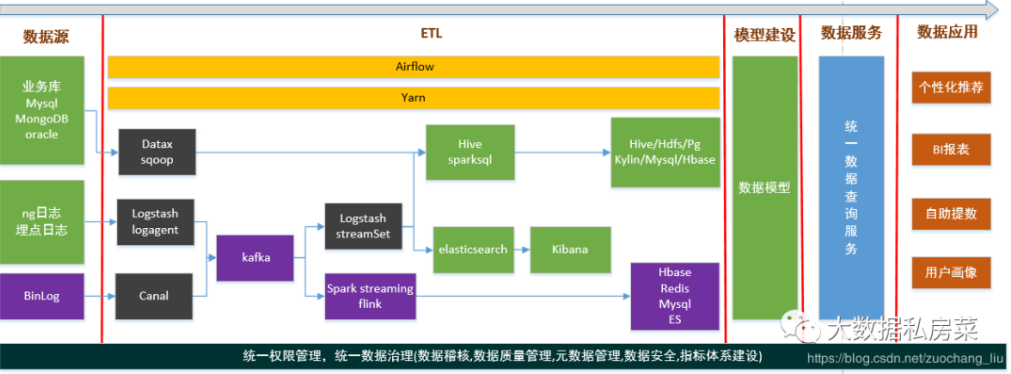 数据源
ETL
模型建设
数据服务
数据应用
Airflow
Yarn
业务库
Mysql
MongoDB
oracle
Datax
sqoop
Hive
sparksql
Hive/Hdfs/Pg
Kylin/Mysql/Hbase
ng日志
埋点日志
Logstash
logagent
kafka
Logstash
streamSet
elasticsearch
Kibana
BinLog
Canal
Spark streaming
flink
Hbase
Redis
Mysql
ES
数据模型
统一数据查询服务
个性化推荐
BI报表
自助提数
用户画像
大数据私房菜
统一权限管理，统一数据治理(数据稽核,数据质量管理,元数据管理,数据安全,指标体系建设)
https://blog.csdn.net/zuochang_liu